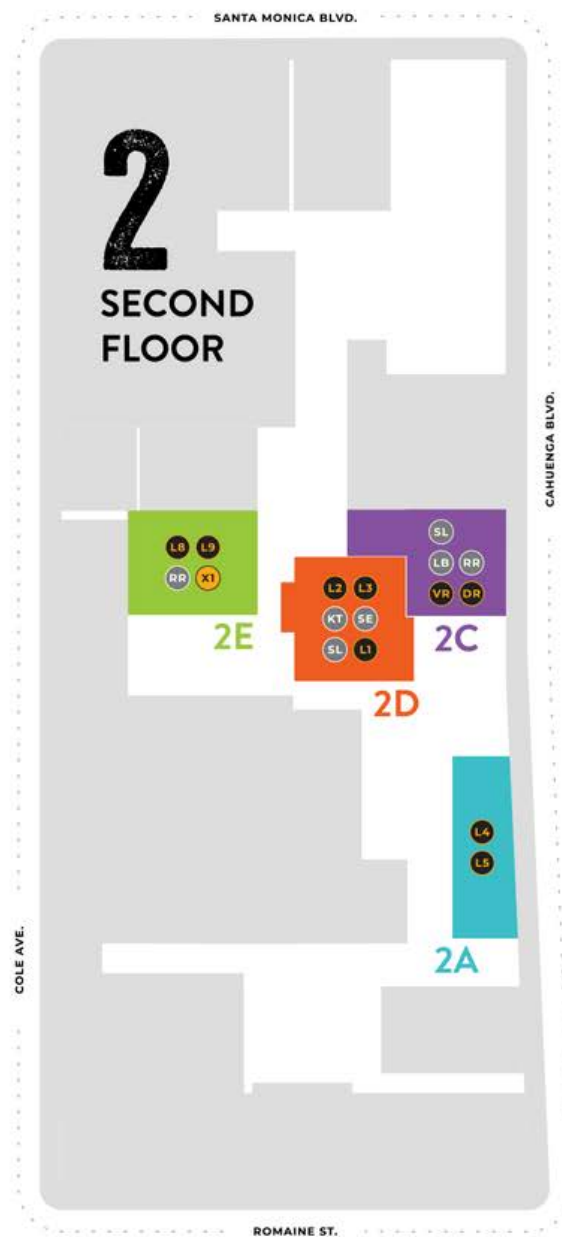 SANTA MONICA BLVD.
2
SECOND
FLOOR
CAHUENGA BLVD.
SL
L8 L9
LB RR
RR X1
L2 L3
VR DR
KT SE
2E
2C
SL L1
2D
L4
L5
COLE AVE.
2A
ROMAINE ST.